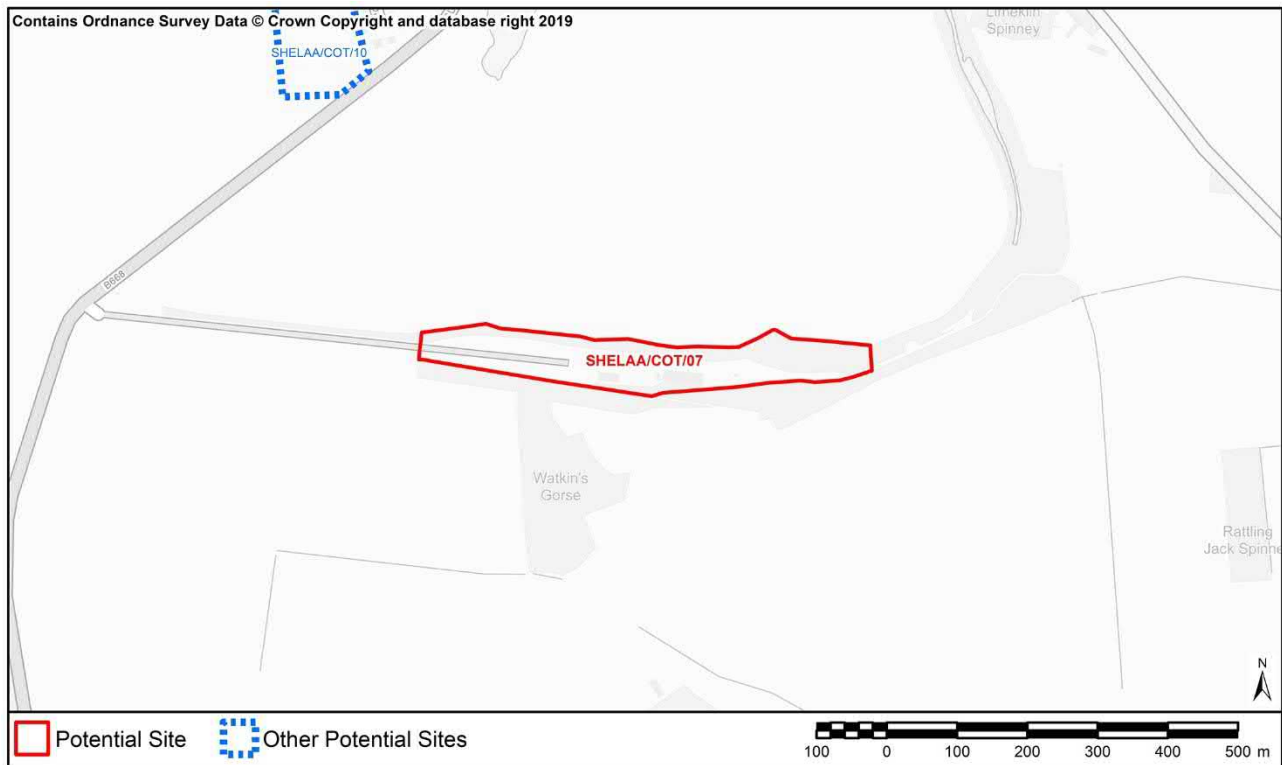 Contains Ordnance Survey Data © Crown Copyright and database right 2019
SHELAA/COT/10
Spinney
B668
SHELAA/COT/07
Watkin's
Gorse
Rattling
Jack
N
Potential Site
Other Potential Sites
100 0 100 200 300 400 500 m